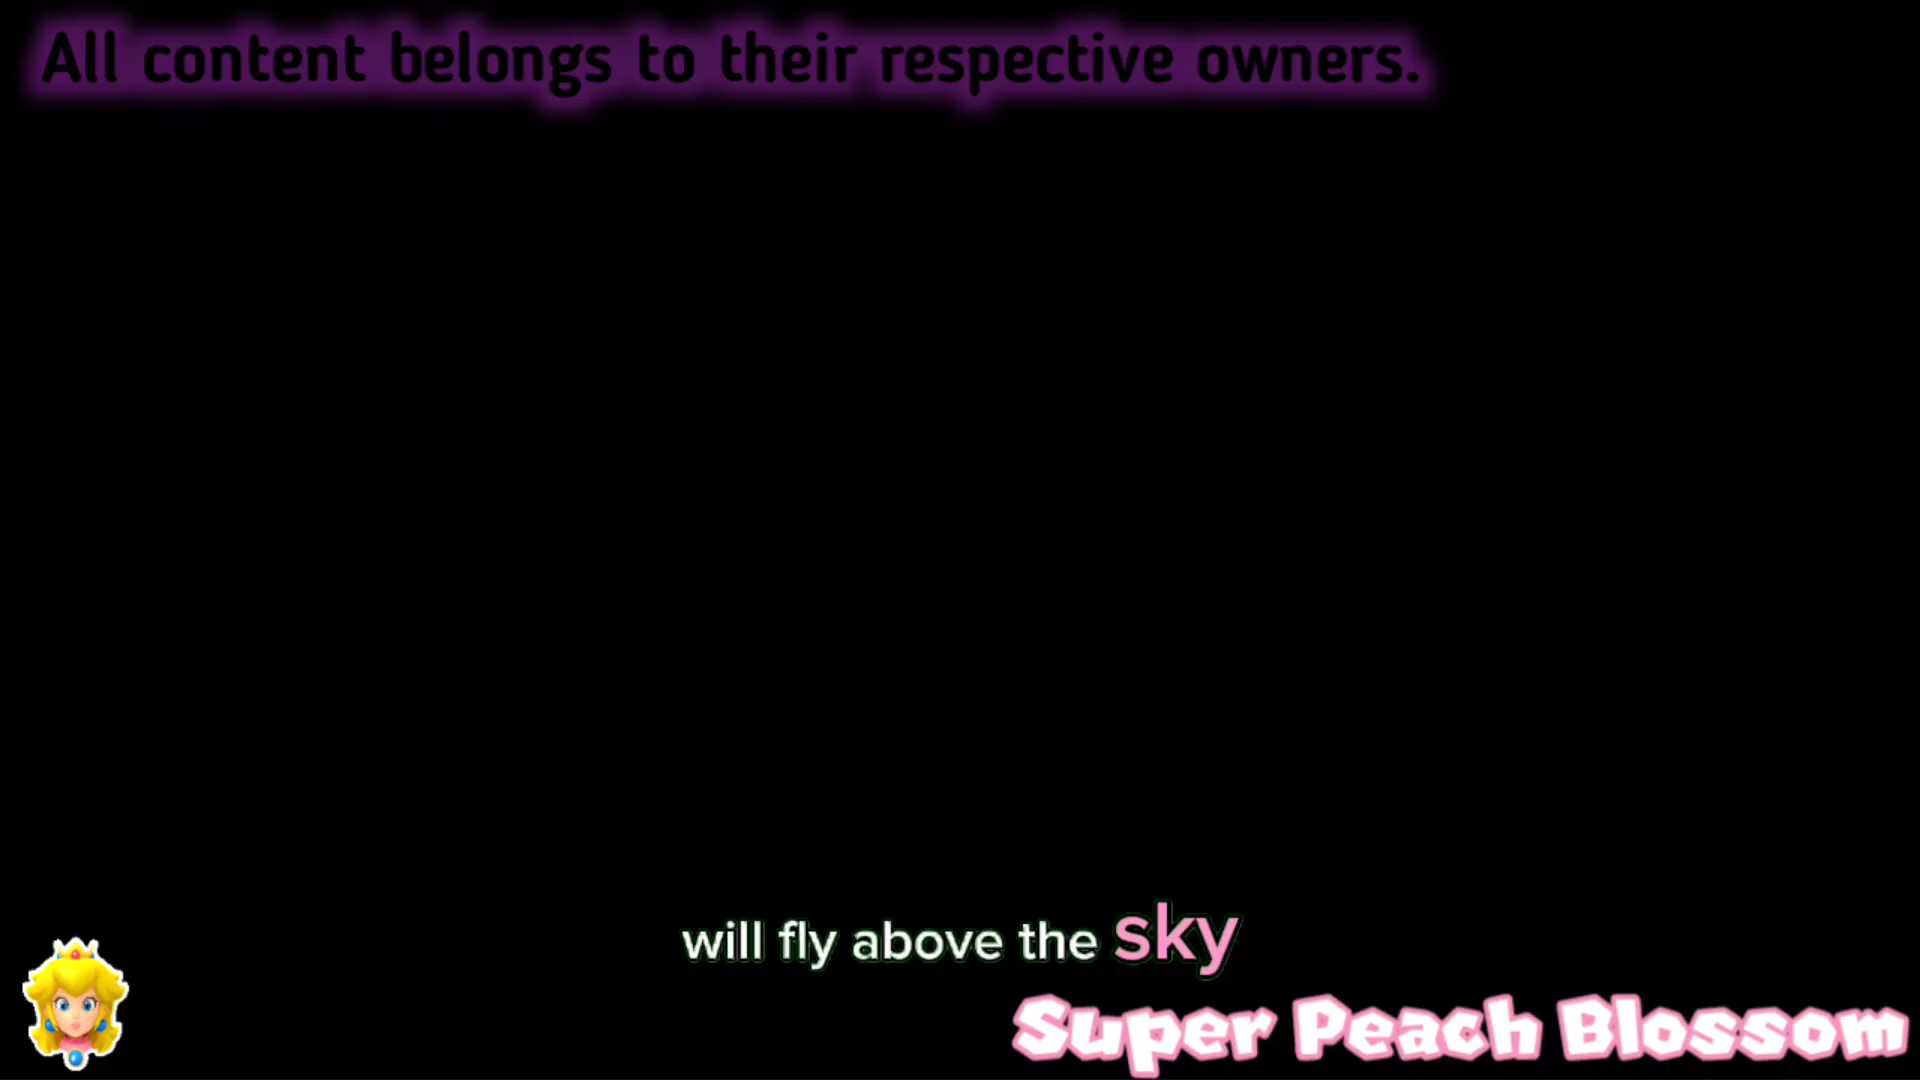 All content belongs to their respective owners.
will fly above the sky
Super Peach Blossom